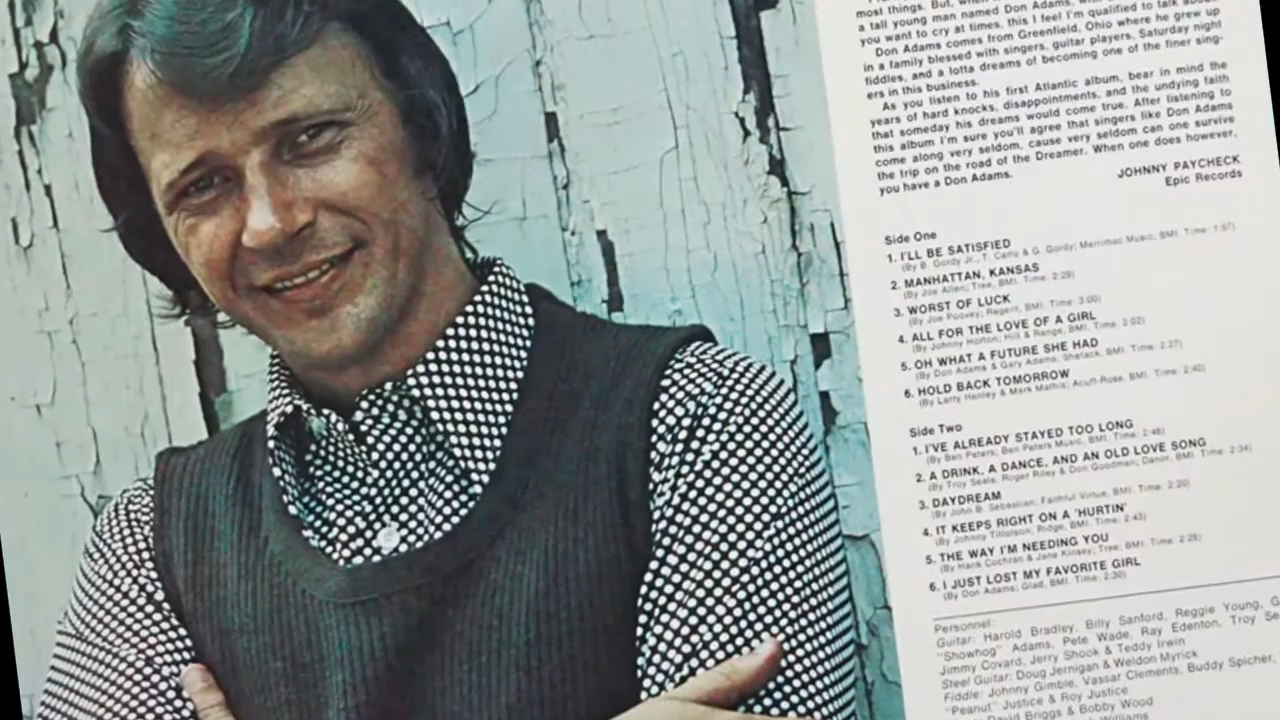 most things. But, when
a tall young man named Don Adams,
you want to cry at times, this I feel I'm qualified to talk about.
Don Adams comes from Greenfield, Ohio where he grew up
in a family blessed with singers, guitar players, Saturday night
fiddles, and a lotta dreams of becoming one of the finer sing-
ers in this business.
As you listen to his first Atlantic album, bear in mind the
years of hard knocks, disappointments, and the undying faith
that someday his dreams would come true. After listening to
this album I'm sure you'll agree that singers like Don Adams
come along very seldom, cause very seldom can one survive
the trip on the road of the Dreamer. When one does however,
you have a Don Adams.
JOHNNY PAYCHECK
Epic Records
Side One
1. I'LL BE SATISFIED
(By B. Gordy Jr., T. Carlo & G. Gordy; Merrimac Music, BMI. Time: 1:57)
2. MANHATTAN, KANSAS
(By Joe Allen; Tree, BMI. Time: 2:29)
3. WORST OF LUCK
(By Joe Poovey; Regent, BMI. Time: 3:00)
4. ALL FOR THE LOVE OF A GIRL
(By Johnny Horton; Hill & Range, BMI. Time: 2:02)
5. OH WHAT A FUTURE SHE HAD
(By Don Adams & Gary Adams; Shelack, BMI. Time: 2:27)
6. HOLD BACK TOMORROW
(By Larry Henley & Mark Mathis; Acuff-Rose, BMI. Time: 2:40)
Side Two
1. I'VE ALREADY STAYED TOO LONG
(By Ben Peters; Ben Peters Music, BMI. Time: 2:48)
2. A DRINK, A DANCE, AND AN OLD LOVE SONG
(By Troy Seals, Roger Riley & Don Goodman; Danor, BMI. Time: 2:34)
3. DAYDREAM
(By John B. Sebastian; Faithful Virtue, BMI. Time: 2:20)
4. IT KEEPS RIGHT ON A 'HURTIN'
(By Johnny Tillotson; Ridge, BMI. Time: 2:43)
5. THE WAY I'M NEEDING YOU
(By Hank Cochran & Jane Kinsey; Tree; BMI. Time: 2:28)
6. I JUST LOST MY FAVORITE GIRL
(By Don Adams; Glad, BMI. Time: 2:30)
Personnel:
Guitar: Harold Bradley, Billy Sanford, Reggie Young, G
"Showhog" Adams, Pete Wade, Ray Edenton, Troy Se
Jimmy Covard, Jerry Shook & Teddy Irwin
Steel Guitar: Doug Jernigan & Weldon Myrick
Fiddle: Johnny Gimble, Vassar Clements, Buddy Spicher,
"Peanut" Justice & Roy Justice
David Briggs & Bobby Wood
Williams